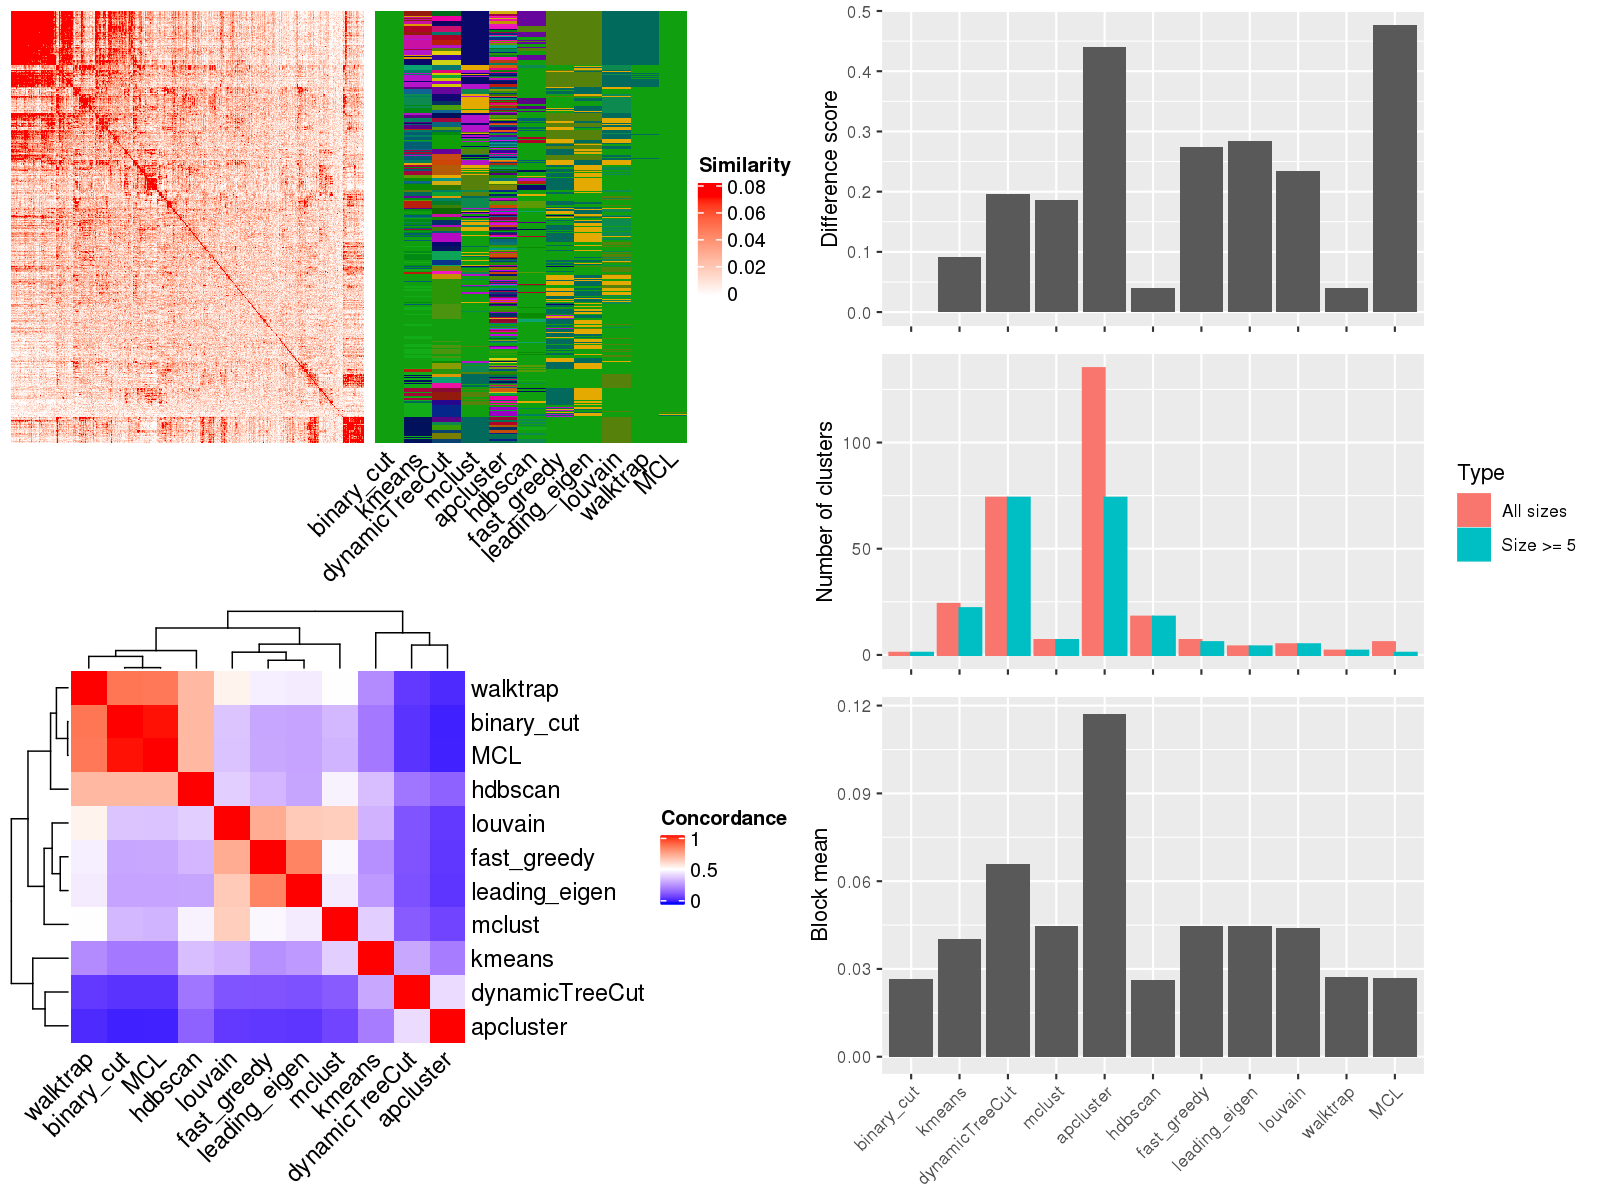 Similarity
0.08
0.06
0.04
0.02
0
binary_cut
kmeans
dynamicTreeCut
mclust
apcluster
hdbscan
fast_greedy
leading_eigen
louvain
walktrap
MCL
walktrap
binary_cut
MCL
hdbscan
louvain
fast_greedy
leading_eigen
mclust
kmeans
dynamicTreeCut
apcluster
Concordance
1
0.5
0
walktrap
binary_cut
MCL
hdbscan
louvain
fast_greedy
leading_eigen
mclust
kmeans
dynamicTreeCut
apcluster
Difference score
0.5
0.4
0.3
0.2
0.1
0.0
Number of clusters
100
50
0
Type
All sizes
Size >= 5
Block mean
0.12
0.09
0.06
0.03
0.00
binary_cut
kmeans
dynamicTreeCut
mclust
apcluster
hdbscan
fast_greedy
leading_eigen
louvain
walktrap
MCL